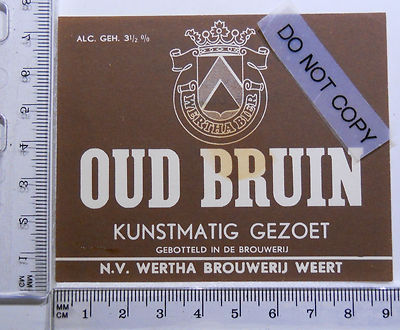 ALC. GEH. 3½ %
DO NOT COPY
WERTHA BIER
OUD BRUIN
KUNSTMATIG GEZOET
GEBOTTELD IN DE BROUWERIJ
N.V. WERTHA BROUWERIJ WEERT
MM
CM 1 2 3 4 5 6 7 8 9